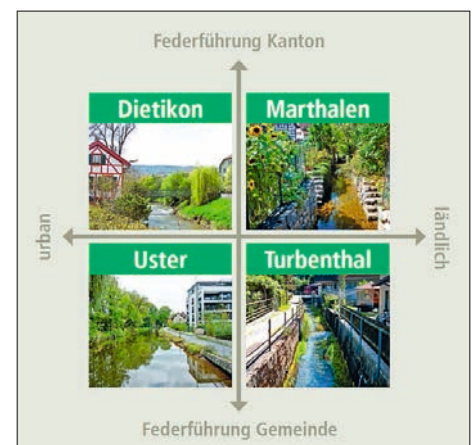 Federführung Kanton
Dietikon
Marthalen
urban
ländlich
Uster
Turbenthal
Federführung Gemeinde